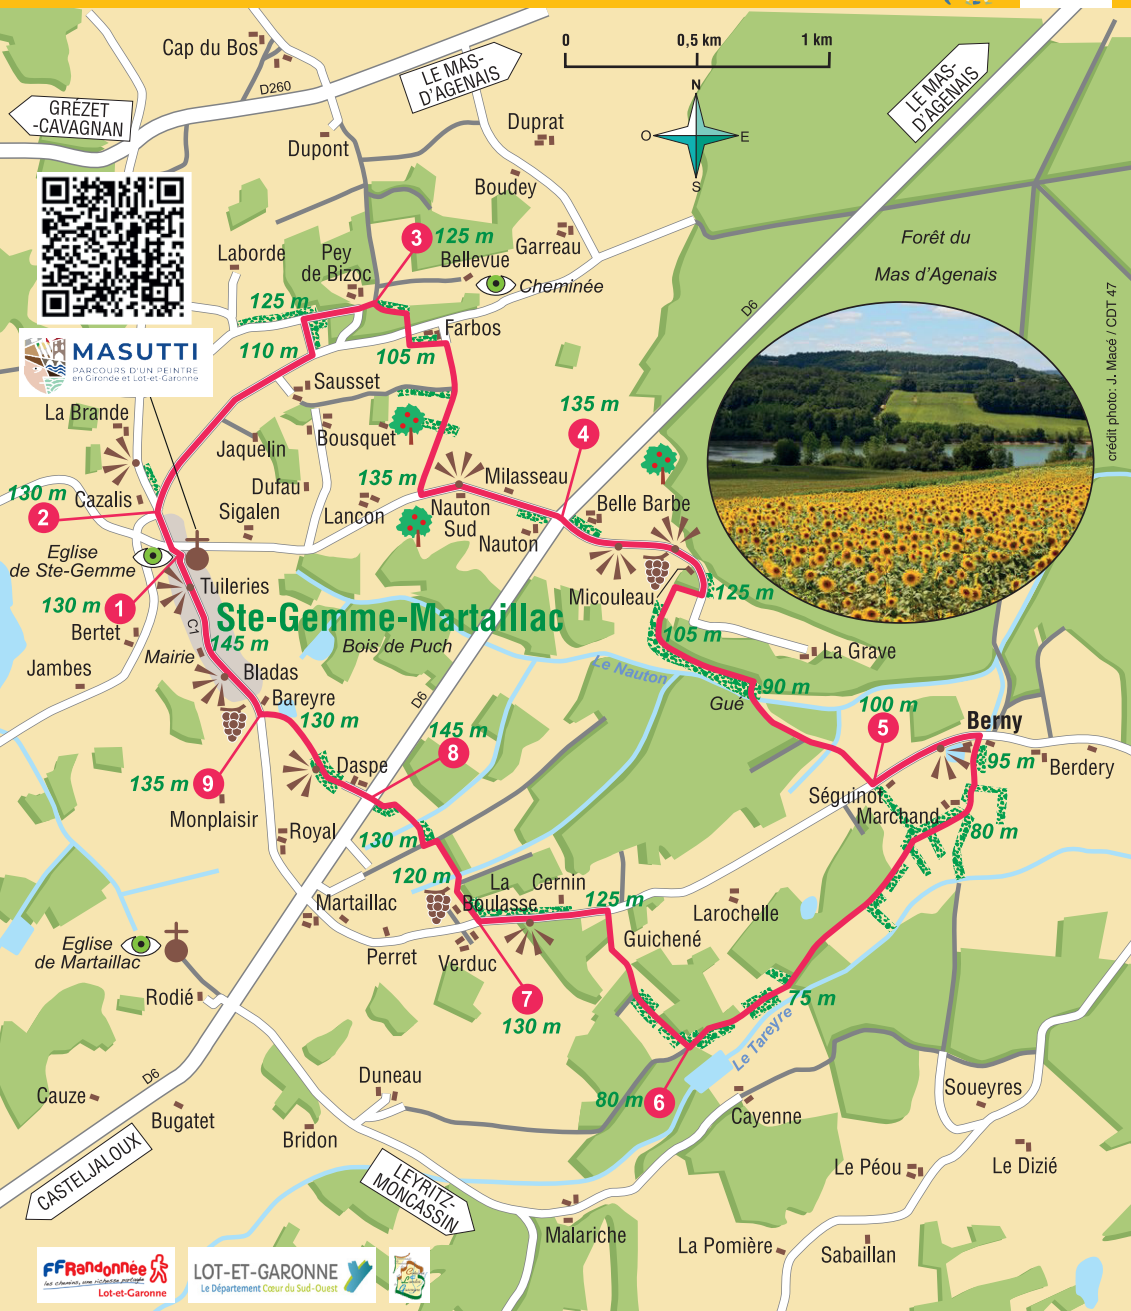 0
0,5 km
1 km
Cap du Bos
D260
LE MAS-
D'AGENAIS
LE MAS-
D'AGENAIS
GRÉZET
-CAVAGNAN
Duprat
N
O
E
S
Dupont
Boudey
3
125 m
Garreau
Forêt du
Mas d'Agenais
Laborde
Pey
de Bizoc
Bellevue
Cheminée
125 m
D6
crédit photo: J. Macé / CDT 47
Farbos
110 m
105 m
MASUTTI
PARCOURS D'UN PEINTRE
en Gironde et Lot-et-Garonne
Sausset
La Brande
135 m
4
Jaquelin
Bousquet
135 m
Milasseau
130 m
2
Cazalis
Dufau
Sigalen
Lancon
Nauton
Sud
Belle Barbe
Nauton
Eglise
de Ste-Gemme
Tuileries
130 m
1
Ste-Gemme-Martaillac
Micouleau
125 m
Bertet
C1
145 m
Bois de Puch
105 m
La Grave
Mairie
Jambes
Bladas
Le Nauton
Bareyre
90 m
Gué
130 m
D6
100 m
5
Berny
145 m
8
135 m
9
Daspe
95 m
Berdery
Séguinot
Monplaisir
Marchand
Royal
130 m
80 m
120 m
La
Boulasse
Cernin
125 m
Martaillac
Larochelle
Guichené
Eglise
de Martaillac
Perret
Verduc
Rodié
7
130 m
75 m
Le Tareyre
D6
Cauze
Duneau
80 m
6
Soueyres
Bugatet
Cayenne
Bridon
CASTELJALOUX
LEYRITZ-
MONCASSIN
Le Péou
Le Dizié
Malariche
La Pomière
Sabaillan
FFRandonnée
les chemins, une richesse partagée
Lot-et-Garonne
LOT-ET-GARONNE
Le Département Cœur du Sud-Ouest